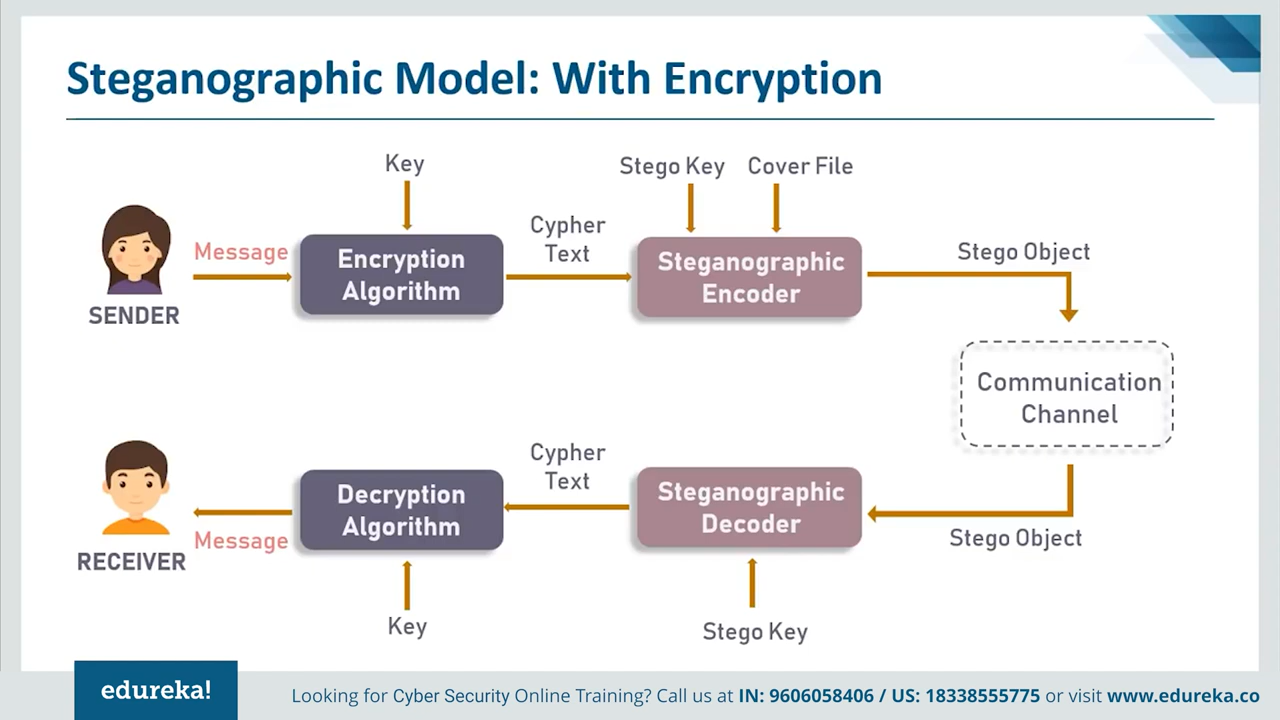 Steganographic Model: With Encryption
Key
Stego Key
Cover File
Message
Encryption
Algorithm
Cypher
Text
Steganographic
Encoder
Stego Object
SENDER
Communication
Channel
Cypher
Text
Decryption
Algorithm
Steganographic
Decoder
Message
Stego Object
RECEIVER
Key
Stego Key
edureka!
Looking for Cyber Security Online Training? Call us at IN: 9606058406 / US: 18338555775 or visit www.edureka.co